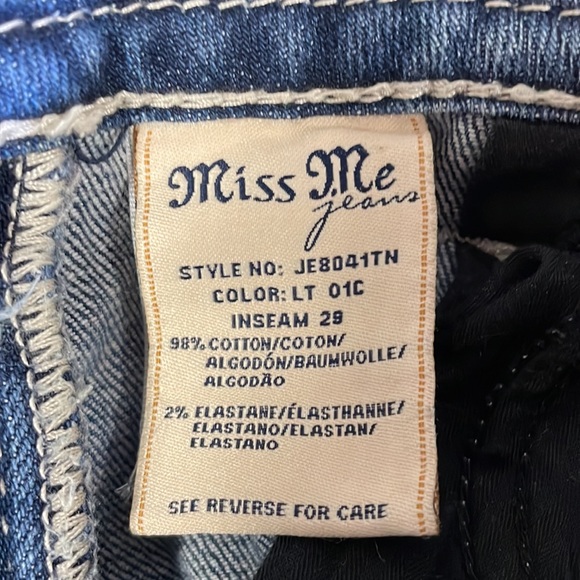 Miss Me
jeans
STYLE NO: JE8041TN
COLOR: LT 01C
INSEAM 29
98% COTTON/COTON/
ALGODÓN/BAUMWOLLE/
ALGODÃO
2% ELASTANE/ÉLASTHANNE/
ELASTANO/ELASTAN/
ELASTANO
SEE REVERSE FOR CARE